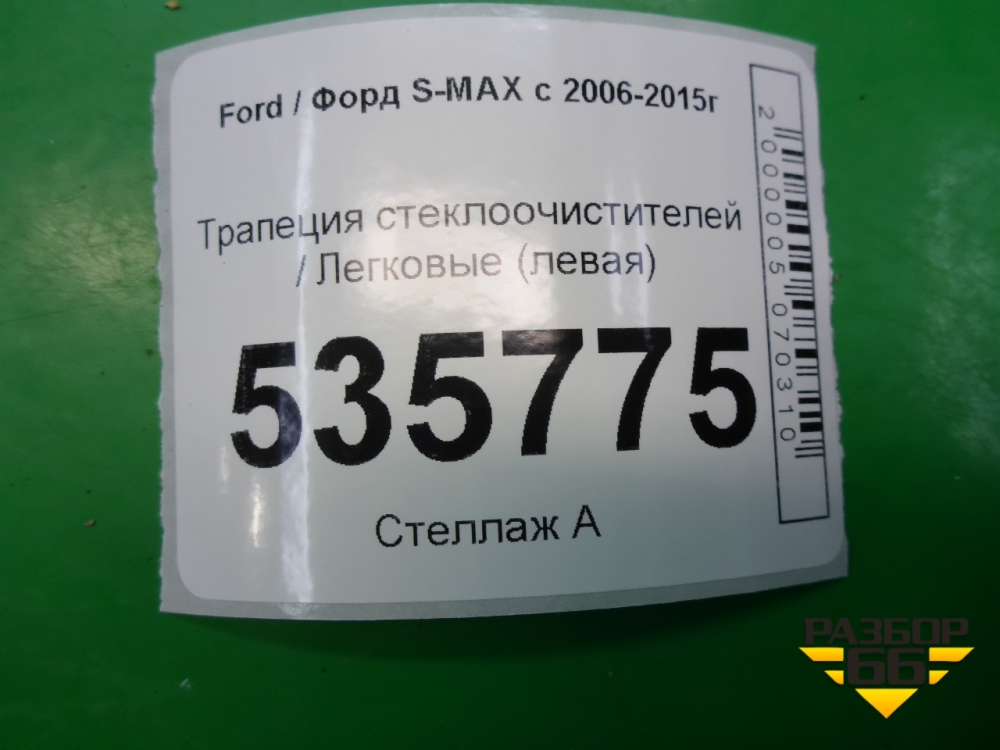 Ford / Форд S-MAX с 2006-2015г
Трапеция стеклоочистителей
/ Легковые (левая)
535775
Стеллаж А
2000005070310
РАЗБОР
66